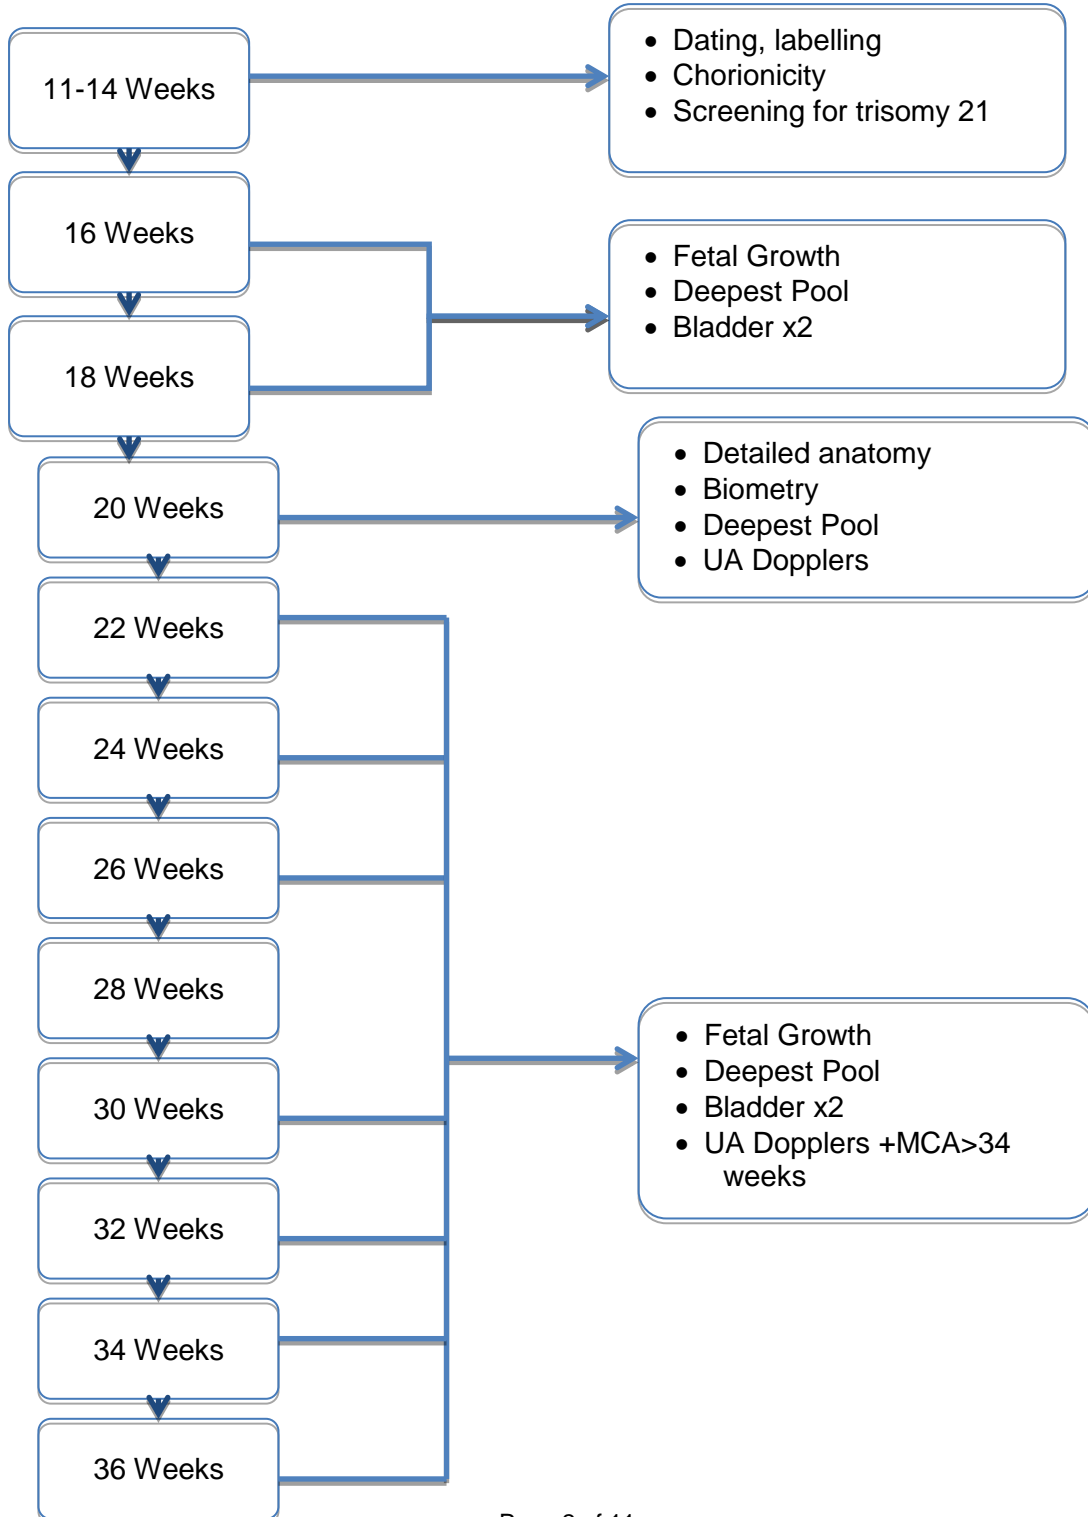 11-14 Weeks
• Dating, labelling
• Chorionicity
• Screening for trisomy 21
16 Weeks
18 Weeks
• Fetal Growth
• Deepest Pool
• Bladder x2
20 Weeks
• Detailed anatomy
• Biometry
• Deepest Pool
• UA Dopplers
22 Weeks
24 Weeks
26 Weeks
28 Weeks
30 Weeks
32 Weeks
34 Weeks
36 Weeks
• Fetal Growth
• Deepest Pool
• Bladder x2
• UA Dopplers +MCA>34
weeks